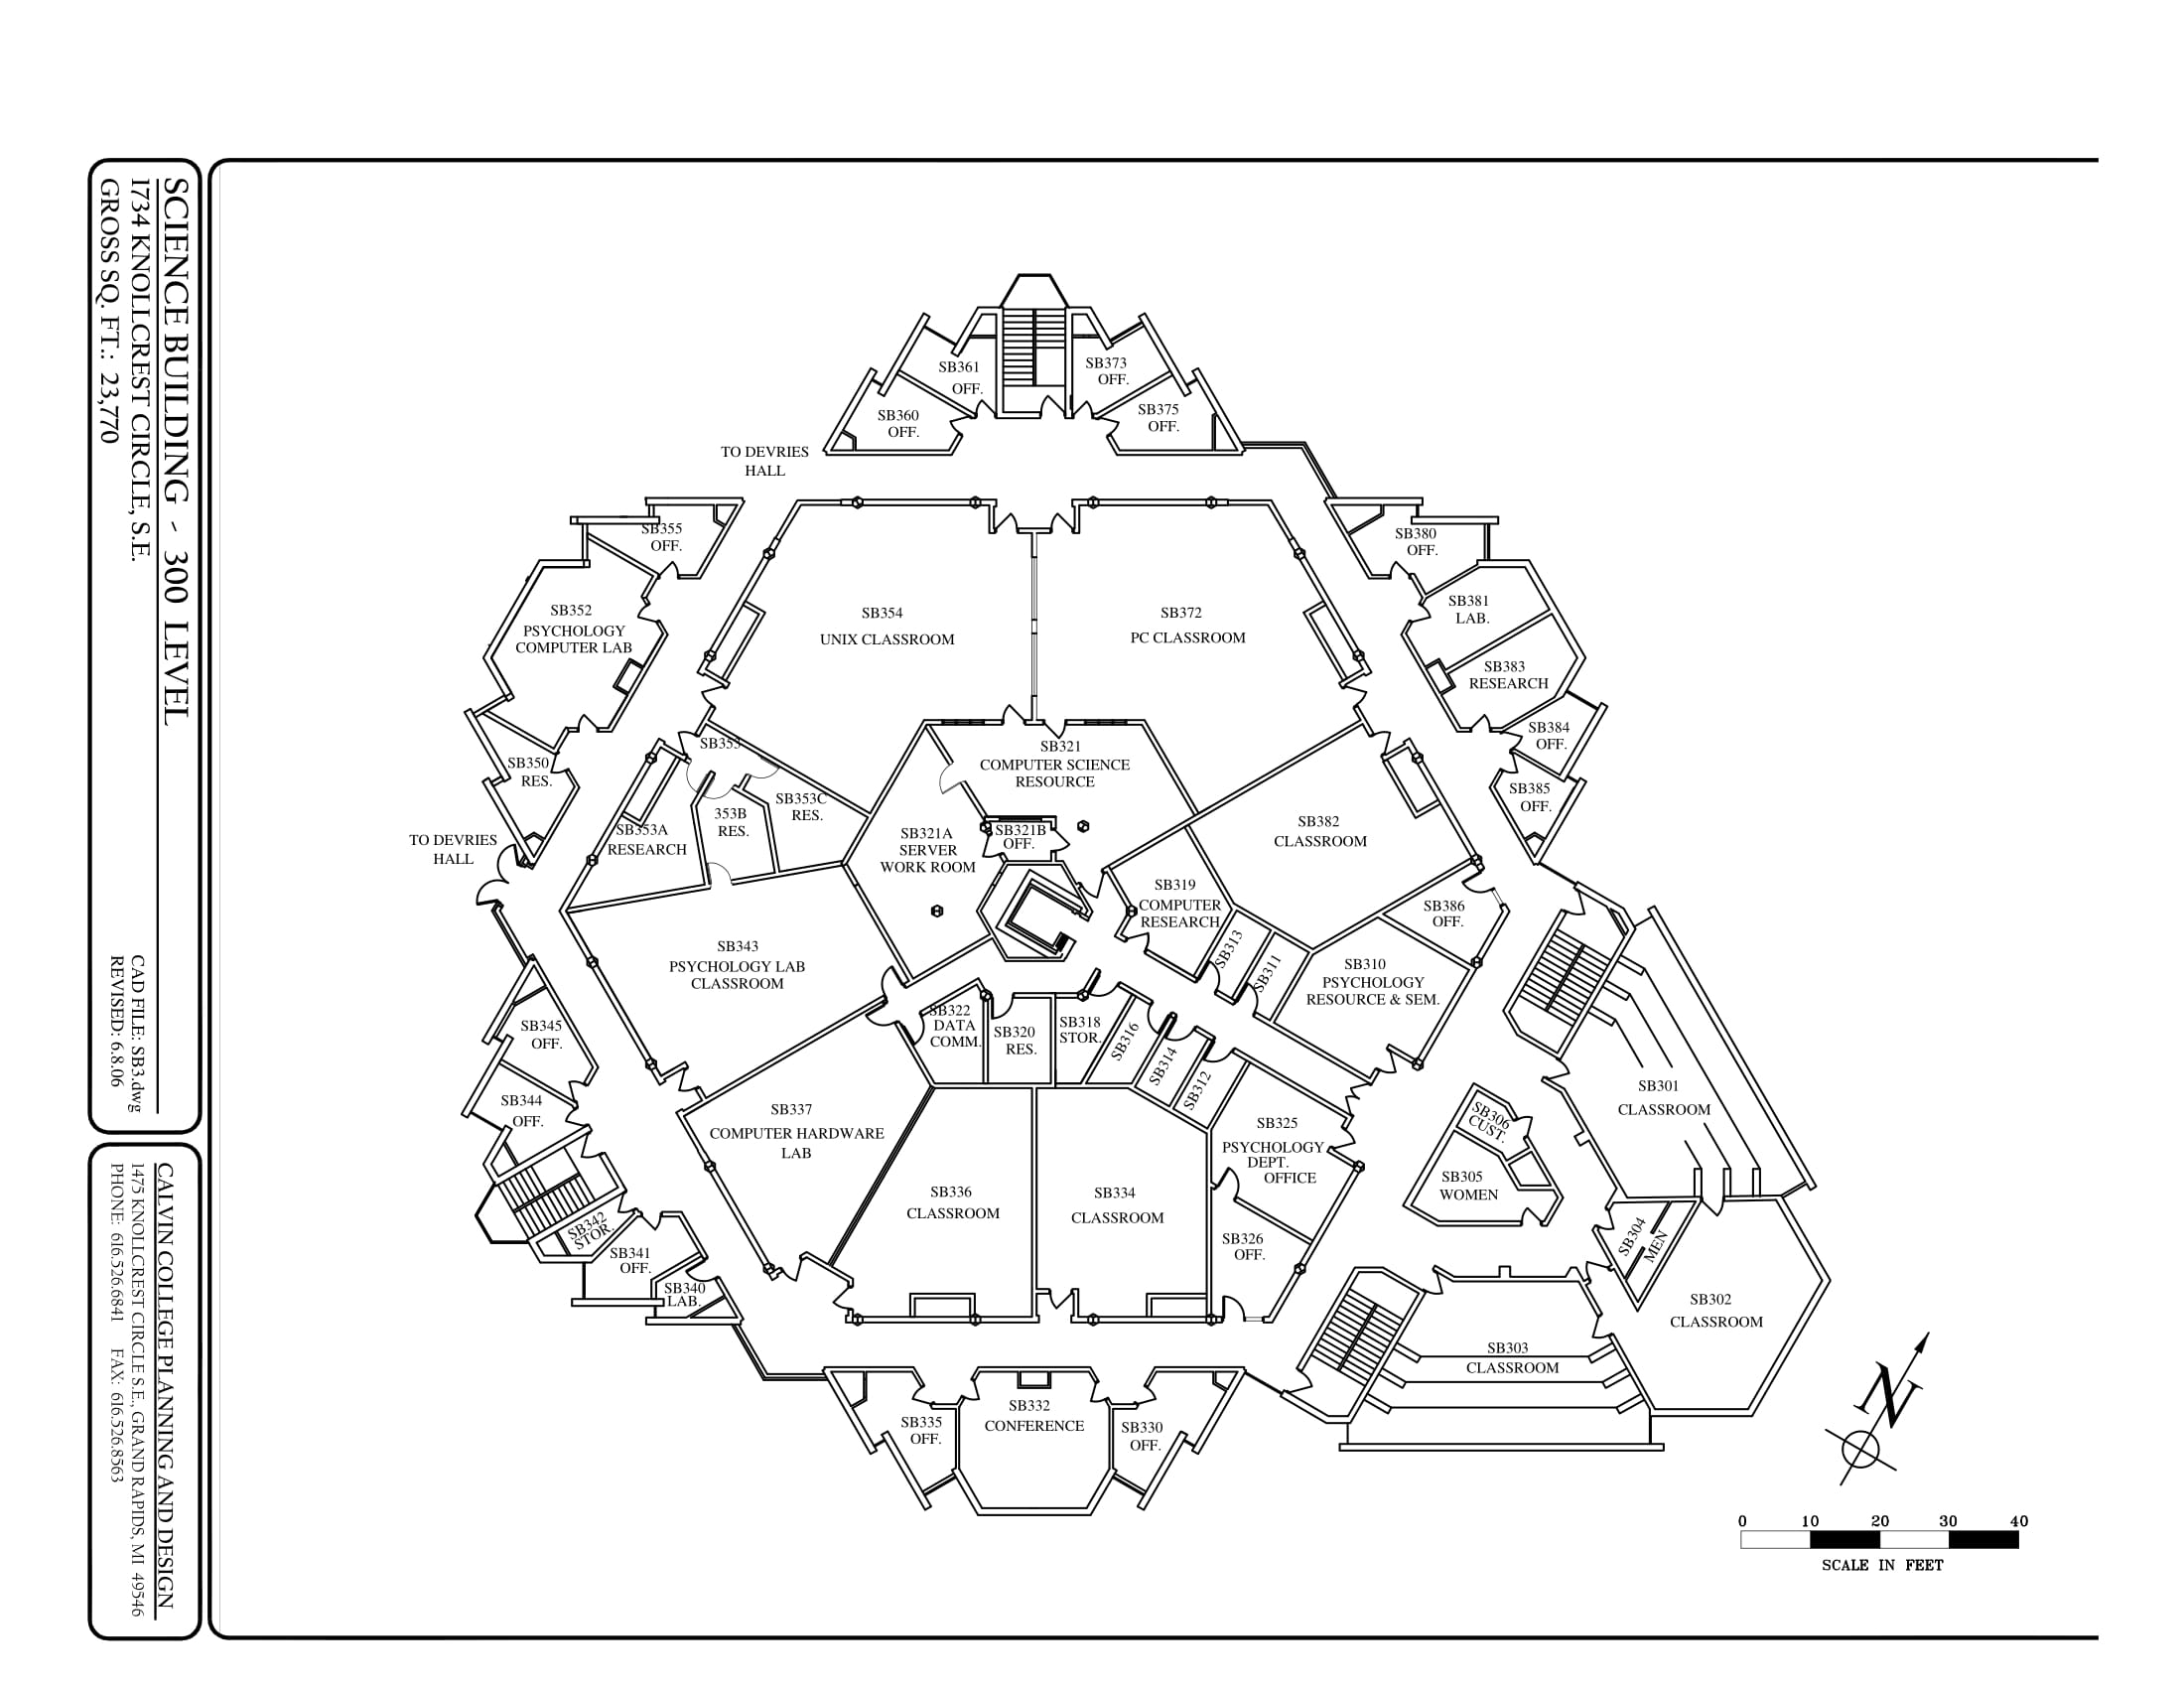 SCIENCE BUILDING - 300 LEVEL
1734 KNOLLCREST CIRCLE, S.E.
GROSS SQ. FT.: 23,770
CAD FILE: SB3.dwg
REVISED: 6.8.06
CALVIN COLLEGE PLANNING AND DESIGN
1475 KNOLLCREST CIRCLE S.E., GRAND RAPIDS, MI 49546
PHONE: 616.526.6841 FAX: 616.526.8563
SB361
OFF.
SB373
OFF.
SB360
OFF.
SB375
OFF.
TO DEVRIES
HALL
SB355
OFF.
SB380
OFF.
SB352
PSYCHOLOGY
COMPUTER LAB
SB354
UNIX CLASSROOM
SB372
PC CLASSROOM
SB381
LAB.
SB383
RESEARCH
SB384
OFF.
SB385
OFF.
SB350
RES.
SB353
SB353A
RESEARCH
353B
RES.
SB353C
RES.
SB321
COMPUTER SCIENCE
RESOURCE
SB321A
SERVER
WORK ROOM
SB321B
OFF.
SB382
CLASSROOM
TO DEVRIES
HALL
SB319
COMPUTER
RESEARCH
SB386
OFF.
SB313
SB311
SB310
PSYCHOLOGY
RESOURCE & SEM.
SB343
PSYCHOLOGY LAB
CLASSROOM
SB322
DATA
COMM.
SB320
RES.
SB318
STOR.
SB316
SB314
SB312
SB345
OFF.
SB344
OFF.
SB301
CLASSROOM
SB306
CUST.
SB305
WOMEN
SB337
COMPUTER HARDWARE
LAB
SB325
PSYCHOLOGY
DEPT.
OFFICE
SB336
CLASSROOM
SB334
CLASSROOM
SB326
OFF.
SB342
STOR.
SB341
OFF.
SB340
LAB.
SB304
MEN
SB302
CLASSROOM
SB303
CLASSROOM
SB335
OFF.
SB332
CONFERENCE
SB330
OFF.
N
0 10 20 30 40
SCALE IN FEET